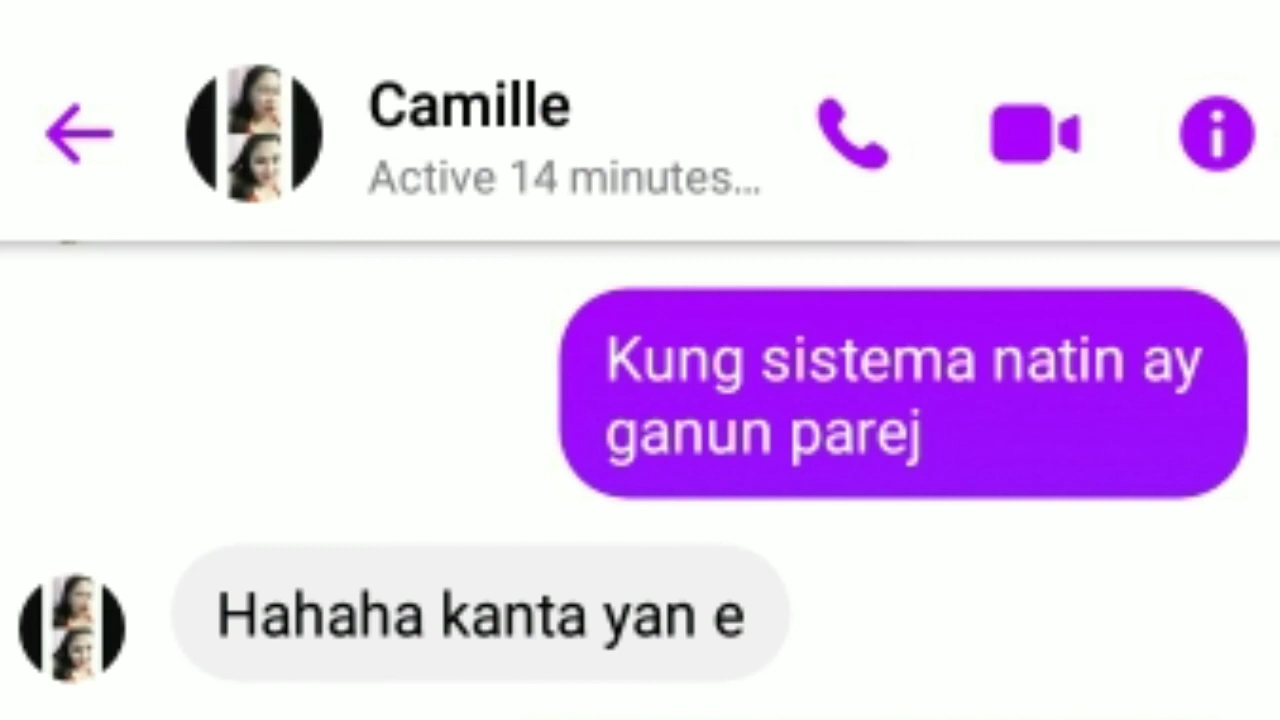 Camille
Active 14 minutes...
Kung sistema natin ay
ganun parej
Hahaha kanta yan e